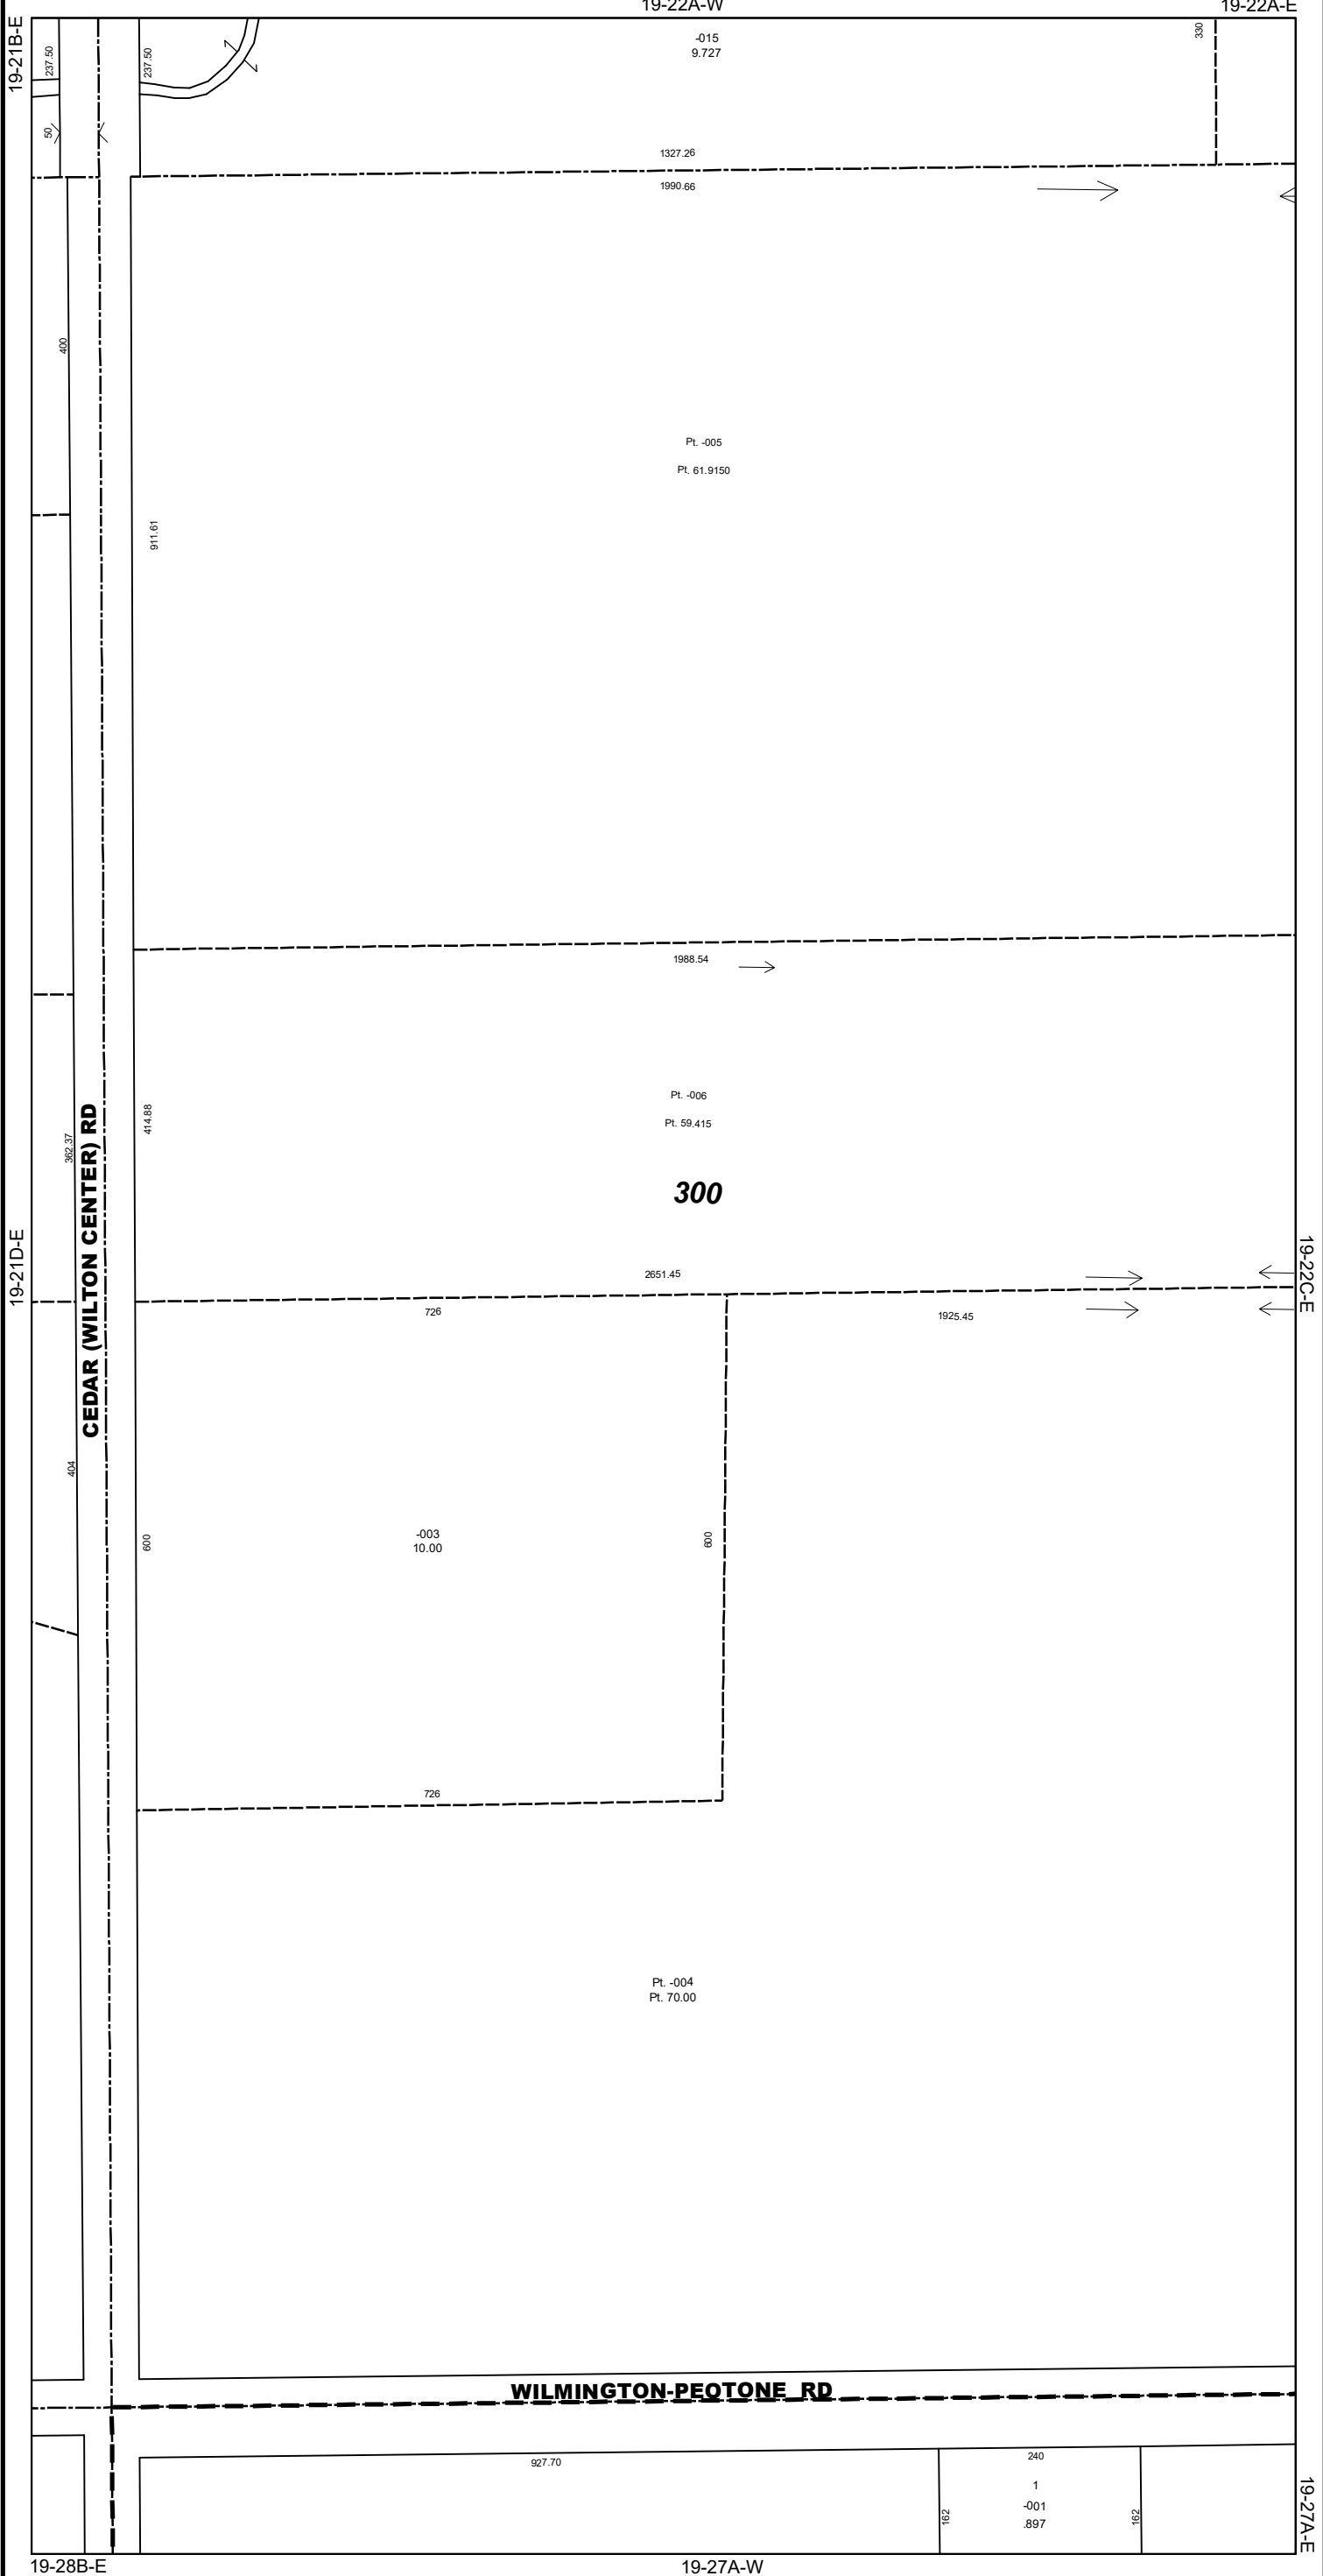 19-22A-W
19-22A-E
19-21B-E
237.50
237.50
-015
9.727
330
50
1327.26
1990.66
400
Pt. -005
Pt. 61.9150
911.61
1988.54
Pt. -006
Pt. 59.415
414.88
362.37
300
CEDAR (WILTON CENTER) RD
19-21D-E
19-22C-E
2651.45
726
1925.45
404
600
-003
10.00
600
726
Pt. -004
Pt. 70.00
WILMINGTON-PEOTONE RD
927.70
240
1
-001
.897
162
162
19-27A-E
19-28B-E
19-27A-W